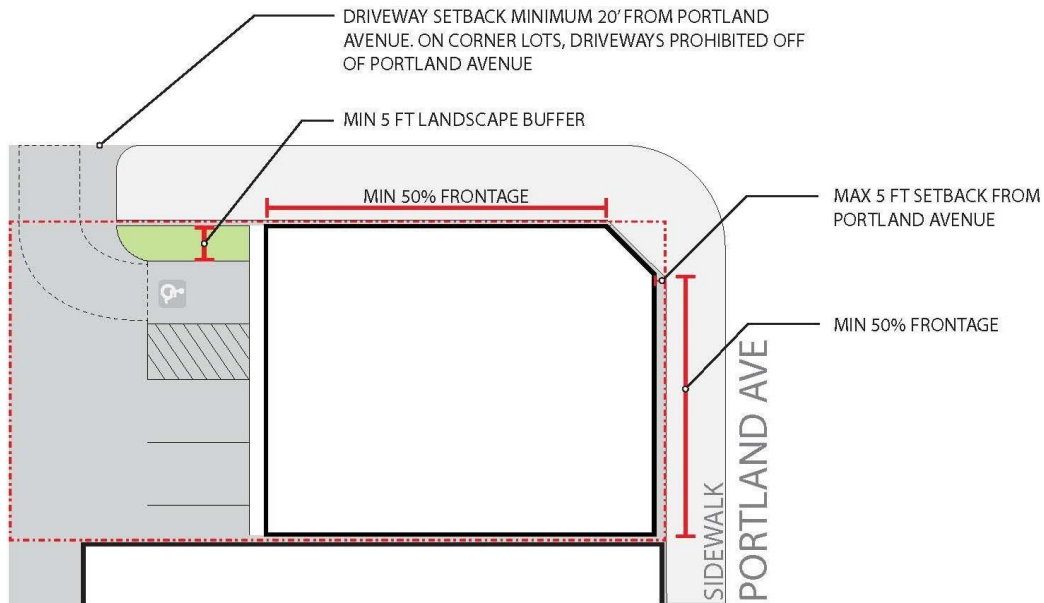 DRIVEWAY SETBACK MINIMUM 20' FROM PORTLAND
AVENUE. ON CORNER LOTS, DRIVEWAYS PROHIBITED OFF
OF PORTLAND AVENUE
MIN 5 FT LANDSCAPE BUFFER
MIN 50% FRONTAGE
MAX 5 FT SETBACK FROM
PORTLAND AVENUE
MIN 50% FRONTAGE
SIDEWALK
PORTLAND AVE